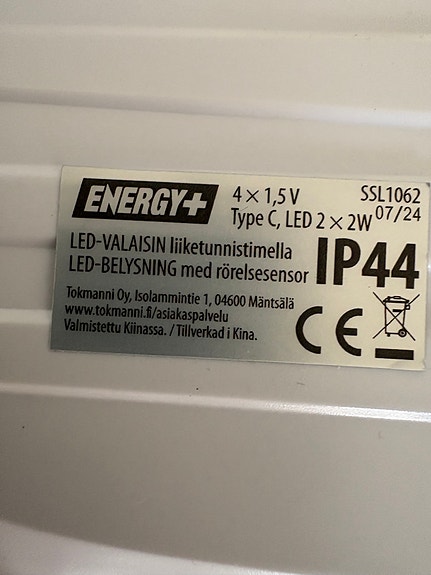 ENERGY+
4 × 1,5 V
SSL1062
Type C, LED 2 × 2W 07/24
LED-VALAISIN liiketunnistimella
LED-BELYSNING med rörelsesensor
IP44
Tokmanni Oy, Isolammintie 1, 04600 Mäntsälä
www.tokmanni.fi/asiakaspalvelu
Valmistettu Kiinassa. / Tillverkad i Kina.
CE